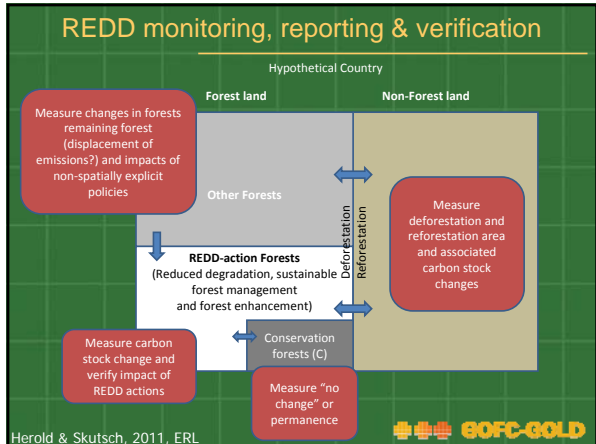 REDD monitoring, reporting & verification
Hypothetical Country
Forest land
Non-Forest land
Measure changes in forests
remaining forest
(displacement of
emissions?) and impacts of
non-spatially explicit
policies
Other Forests
Deforestation
Reforestation
Measure
deforestation and
reforestation area
and associated
carbon stock
changes
REDD-action Forests
(Reduced degradation, sustainable
forest management
and forest enhancement)
Measure carbon
stock change and
verify impact of
REDD actions
Conservation
forests (C)
Measure “no
change” or
permanence
Herold & Skutsch, 2011, ERL
GOFC-GOLD